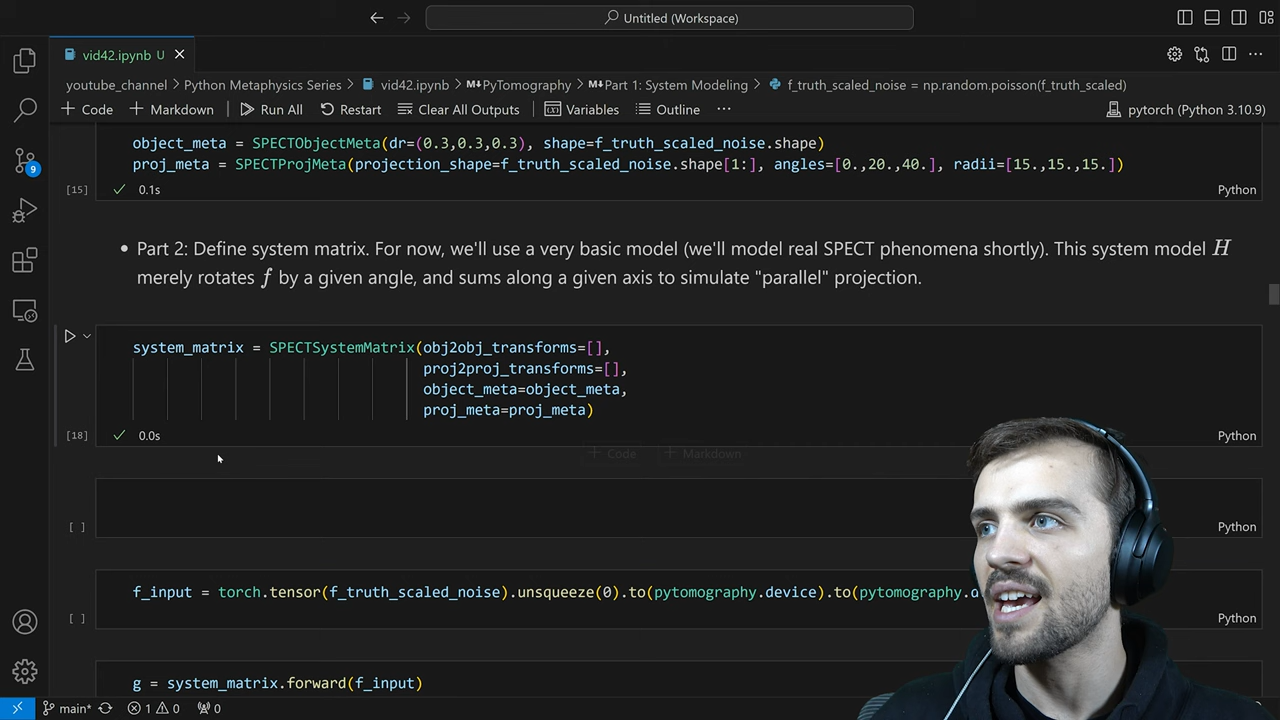 Untitled (Workspace)
vid42.ipynb U
youtube_channel > Python Metaphysics Series > vid42.ipynb > M↓PyTomography > M↓Part 1: System Modeling > f_truth_scaled_noise = np.random.poisson(f_truth_scaled)
+ Code + Markdown Run All Restart Clear All Outputs Variables Outline ··· pytorch (Python 3.10.9)
object_meta = SPECTObjectMeta(dr=(0.3,0.3,0.3), shape=f_truth_scaled_noise.shape)
proj_meta = SPECTProjMeta(projection_shape=f_truth_scaled_noise.shape[1:], angles=[0.,20.,40.], radii=[15.,15.,15.])
[15] ✓ 0.1s Python
• Part 2: Define system matrix. For now, we'll use a very basic model (we'll model real SPECT phenomena shortly). This system model H
merely rotates f by a given angle, and sums along a given axis to simulate "parallel" projection.
system_matrix = SPECTSystemMatrix(obj2obj_transforms=[],
proj2proj_transforms=[],
object_meta=object_meta,
proj_meta=proj_meta)
[18] ✓ 0.0s Python
+ Code + Markdown
[ ] Python
f_input = torch.tensor(f_truth_scaled_noise).unsqueeze(0).to(pytomography.device).to(pytomography.d
[ ] Python
g = system_matrix.forward(f_input)
9
main* 1 0 0